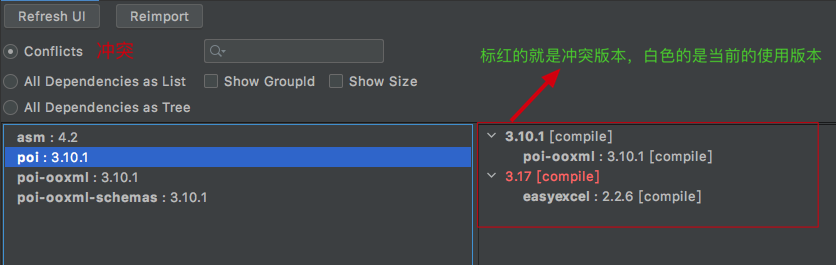 Refresh UI Reimport
Conflicts 冲突
All Dependencies as List Show GroupId Show Size
All Dependencies as Tree
标红的就是冲突版本，白色的是当前的使用版本
asm : 4.2
poi : 3.10.1
poi-ooxml : 3.10.1
poi-ooxml-schemas : 3.10.1
3.10.1 [compile]
poi-ooxml : 3.10.1 [compile]
3.17 [compile]
easyexcel : 2.2.6 [compile]